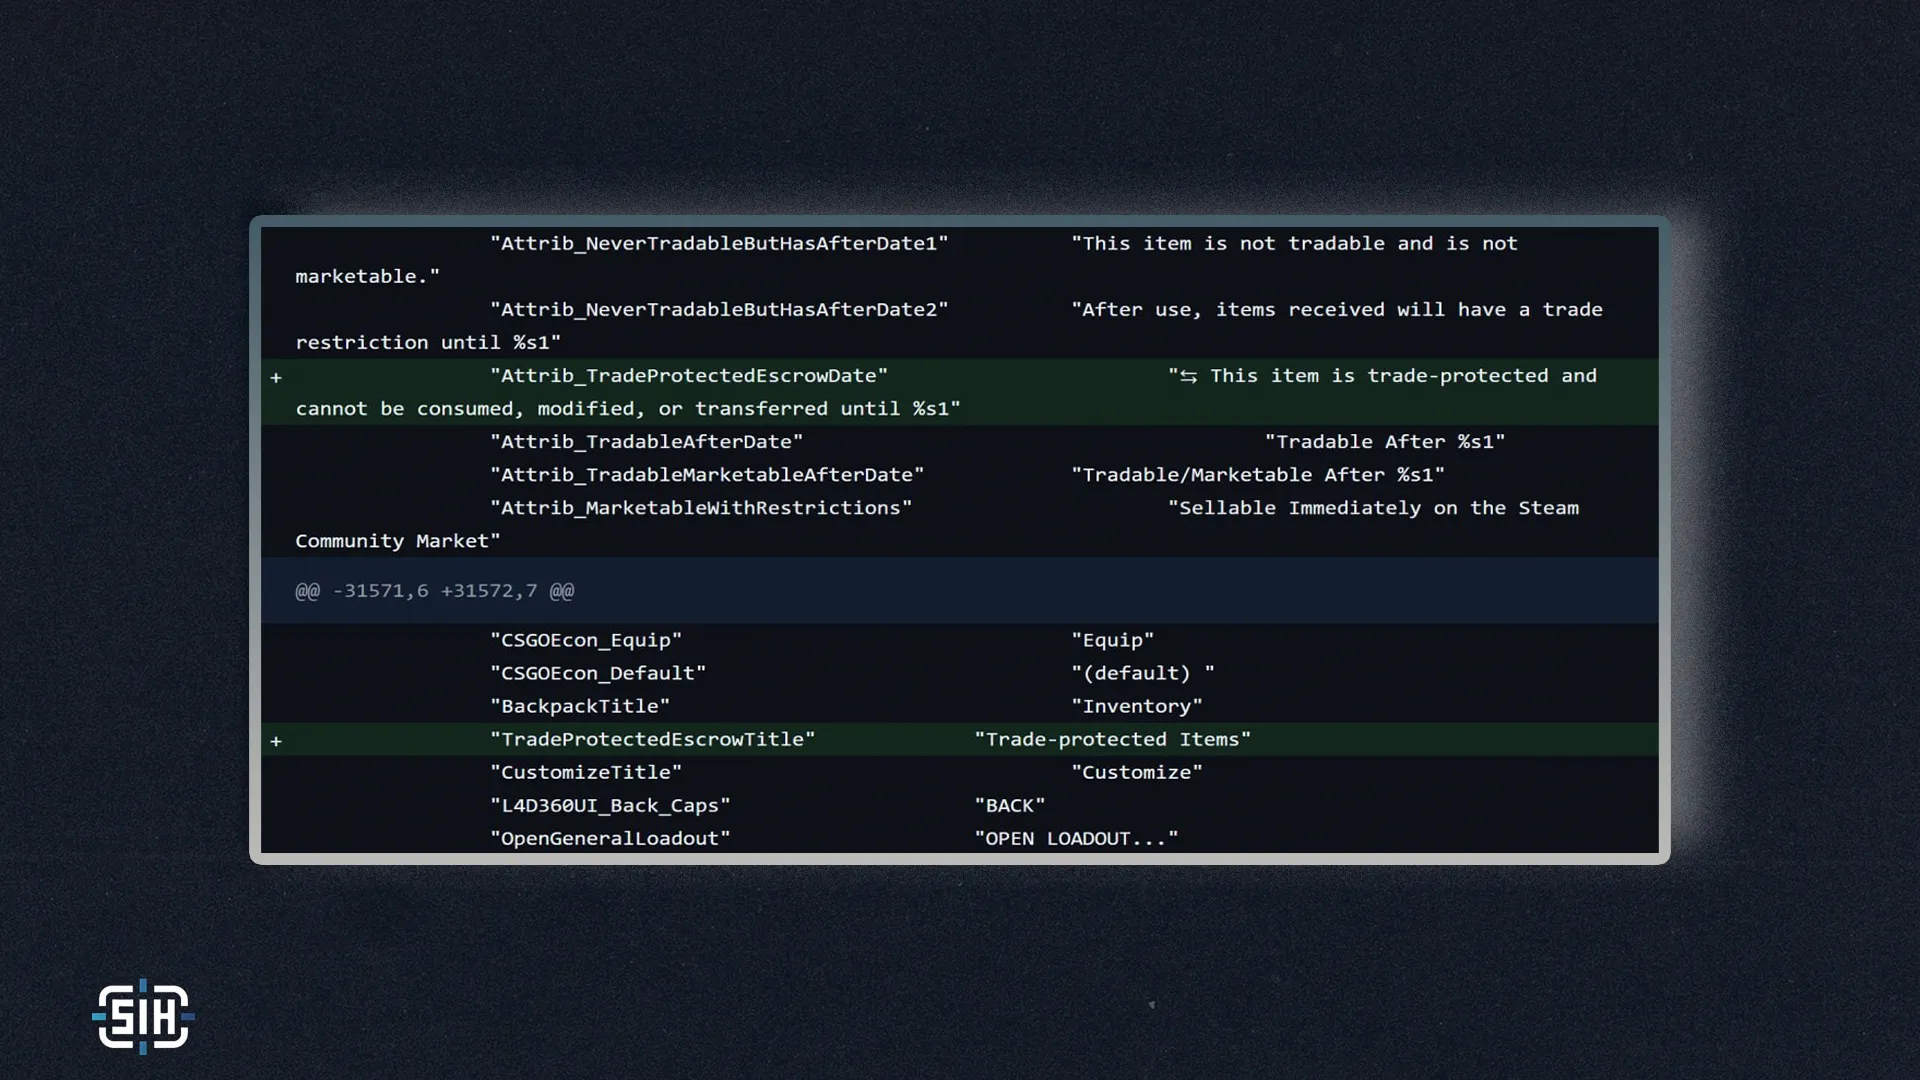 "Attrib_NeverTradableButHasAfterDate1" "This item is not tradable and is not
marketable."
"Attrib_NeverTradableButHasAfterDate2" "After use, items received will have a trade
restriction until %s1"
+ "Attrib_TradeProtectedEscrowDate" "⇆ This item is trade-protected and
cannot be consumed, modified, or transferred until %s1"
"Attrib_TradableAfterDate" "Tradable After %s1"
"Attrib_TradableMarketableAfterDate" "Tradable/Marketable After %s1"
"Attrib_MarketableWithRestrictions" "Sellable Immediately on the Steam
Community Market"
@@ -31571,6 +31572,7 @@
"CSGOEcon_Equip" "Equip"
"CSGOEcon_Default" "(default) "
"BackpackTitle" "Inventory"
+ "TradeProtectedEscrowTitle" "Trade-protected Items"
"CustomizeTitle" "Customize"
"L4D360UI_Back_Caps" "BACK"
"OpenGeneralLoadout" "OPEN LOADOUT..."
SIH